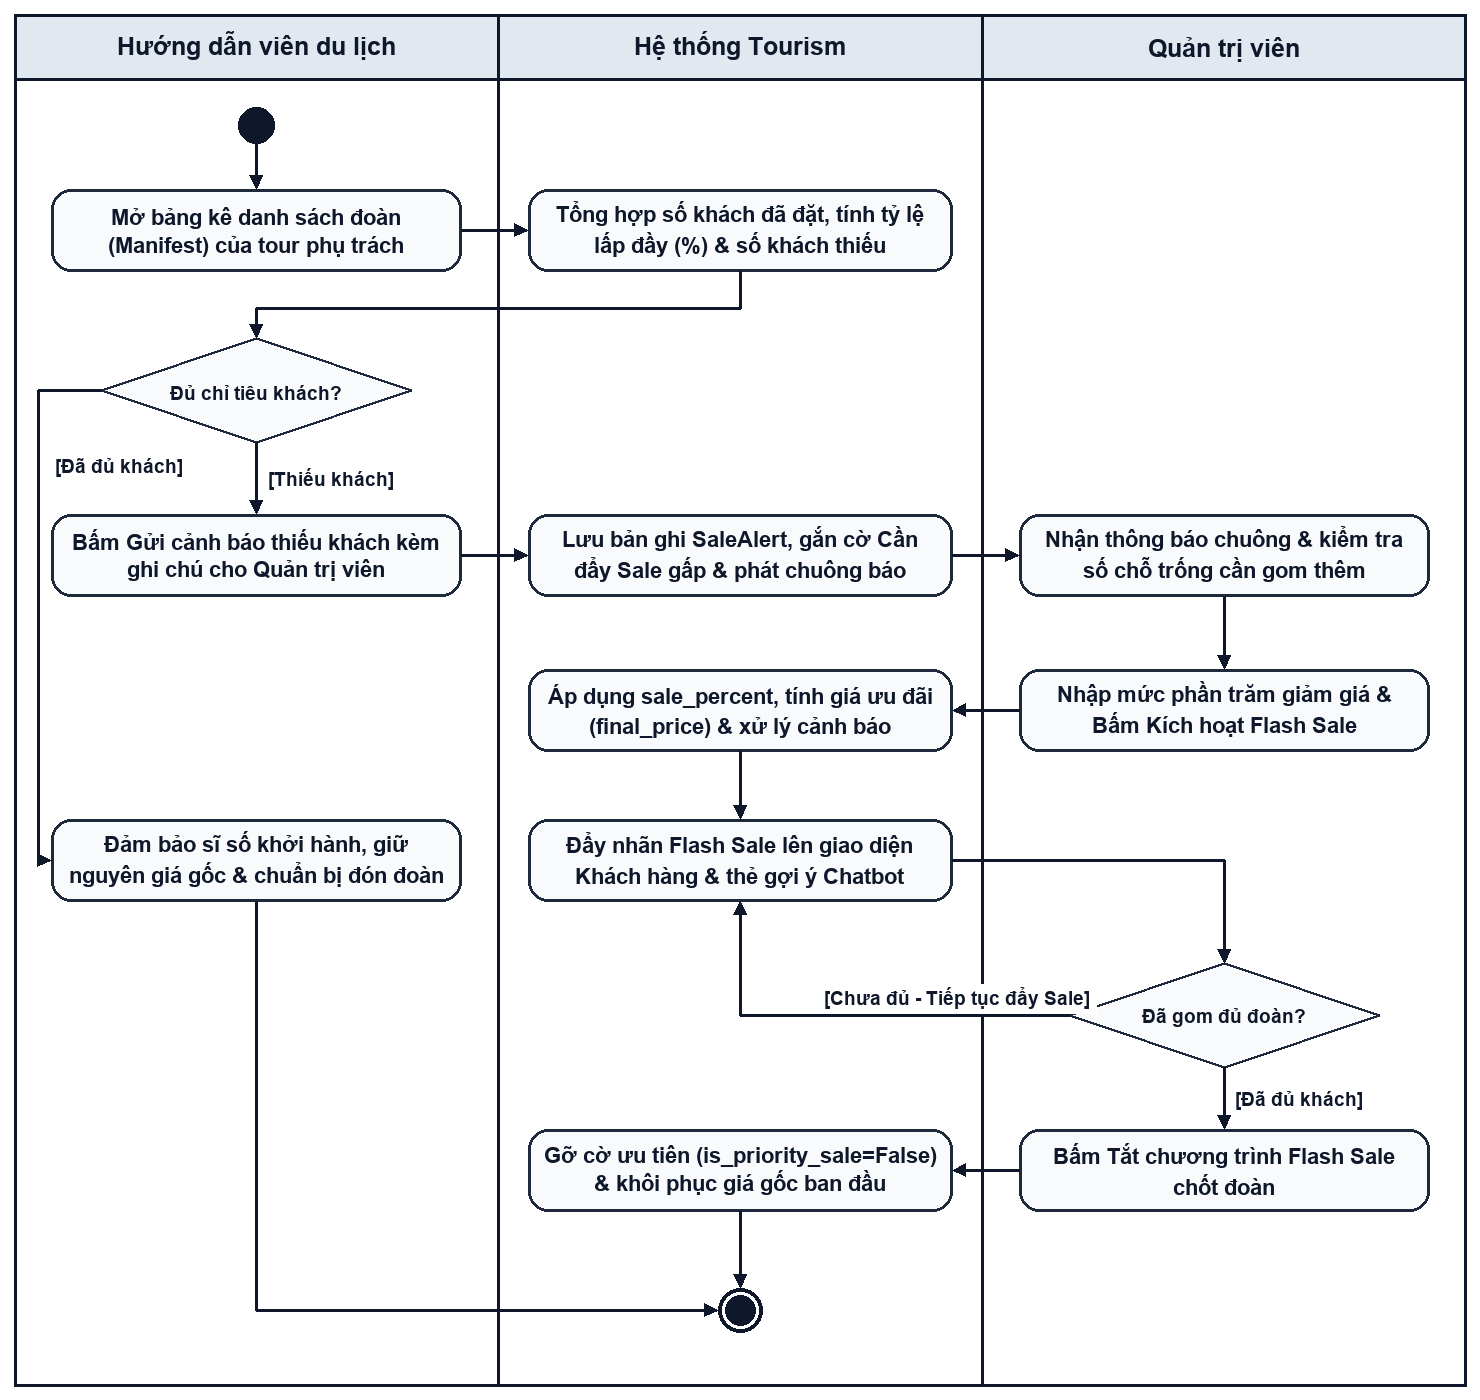 Hướng dẫn viên du lịch
Hệ thống Tourism
Quản trị viên
Mở bảng kê danh sách đoàn
(Manifest) của tour phụ trách
Tổng hợp số khách đã đặt, tính tỷ lệ
lấp đầy (%) & số khách thiếu
Đủ chỉ tiêu khách?
[Đã đủ khách]
[Thiếu khách]
Bấm Gửi cảnh báo thiếu khách kèm
ghi chú cho Quản trị viên
Lưu bản ghi SaleAlert, gắn cờ Cần
đẩy Sale gấp & phát chuông báo
Nhận thông báo chuông & kiểm tra
số chỗ trống cần gom thêm
Áp dụng sale_percent, tính giá ưu đãi
(final_price) & xử lý cảnh báo
Nhập mức phần trăm giảm giá &
Bấm Kích hoạt Flash Sale
Đảm bảo sĩ số khởi hành, giữ
nguyên giá gốc & chuẩn bị đón đoàn
Đẩy nhãn Flash Sale lên giao diện
Khách hàng & thẻ gợi ý Chatbot
[Chưa đủ - Tiếp tục đẩy Sale]
Đã gom đủ đoàn?
[Đã đủ khách]
Gỡ cờ ưu tiên (is_priority_sale=False)
& khôi phục giá gốc ban đầu
Bấm Tắt chương trình Flash Sale
chốt đoàn